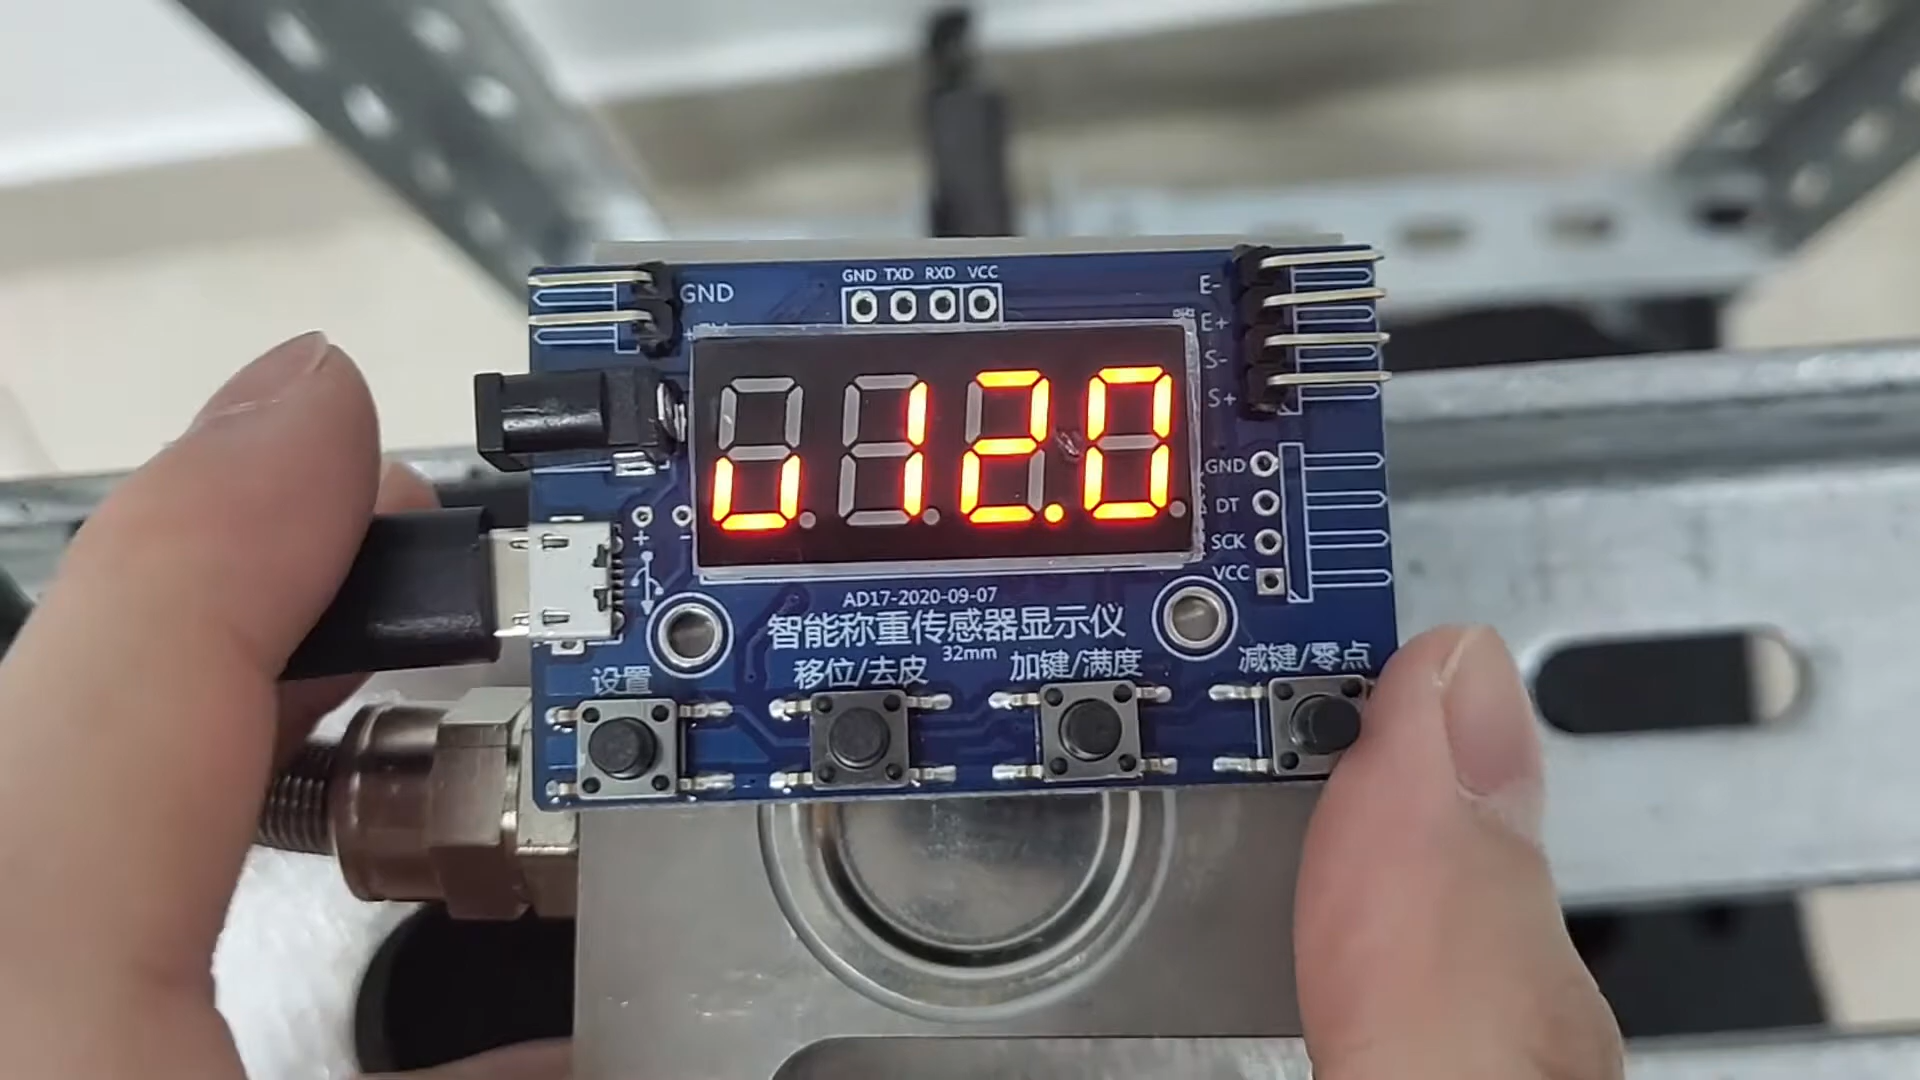 GND TXD RXD VCC
GND
E-
E+
S-
S+
u12.0
GND
DT
SCK
VCC
+ -
AD17-2020-09-07
智能称重传感器显示仪
32mm
设置 移位/去皮 加键/满度 减键/零点